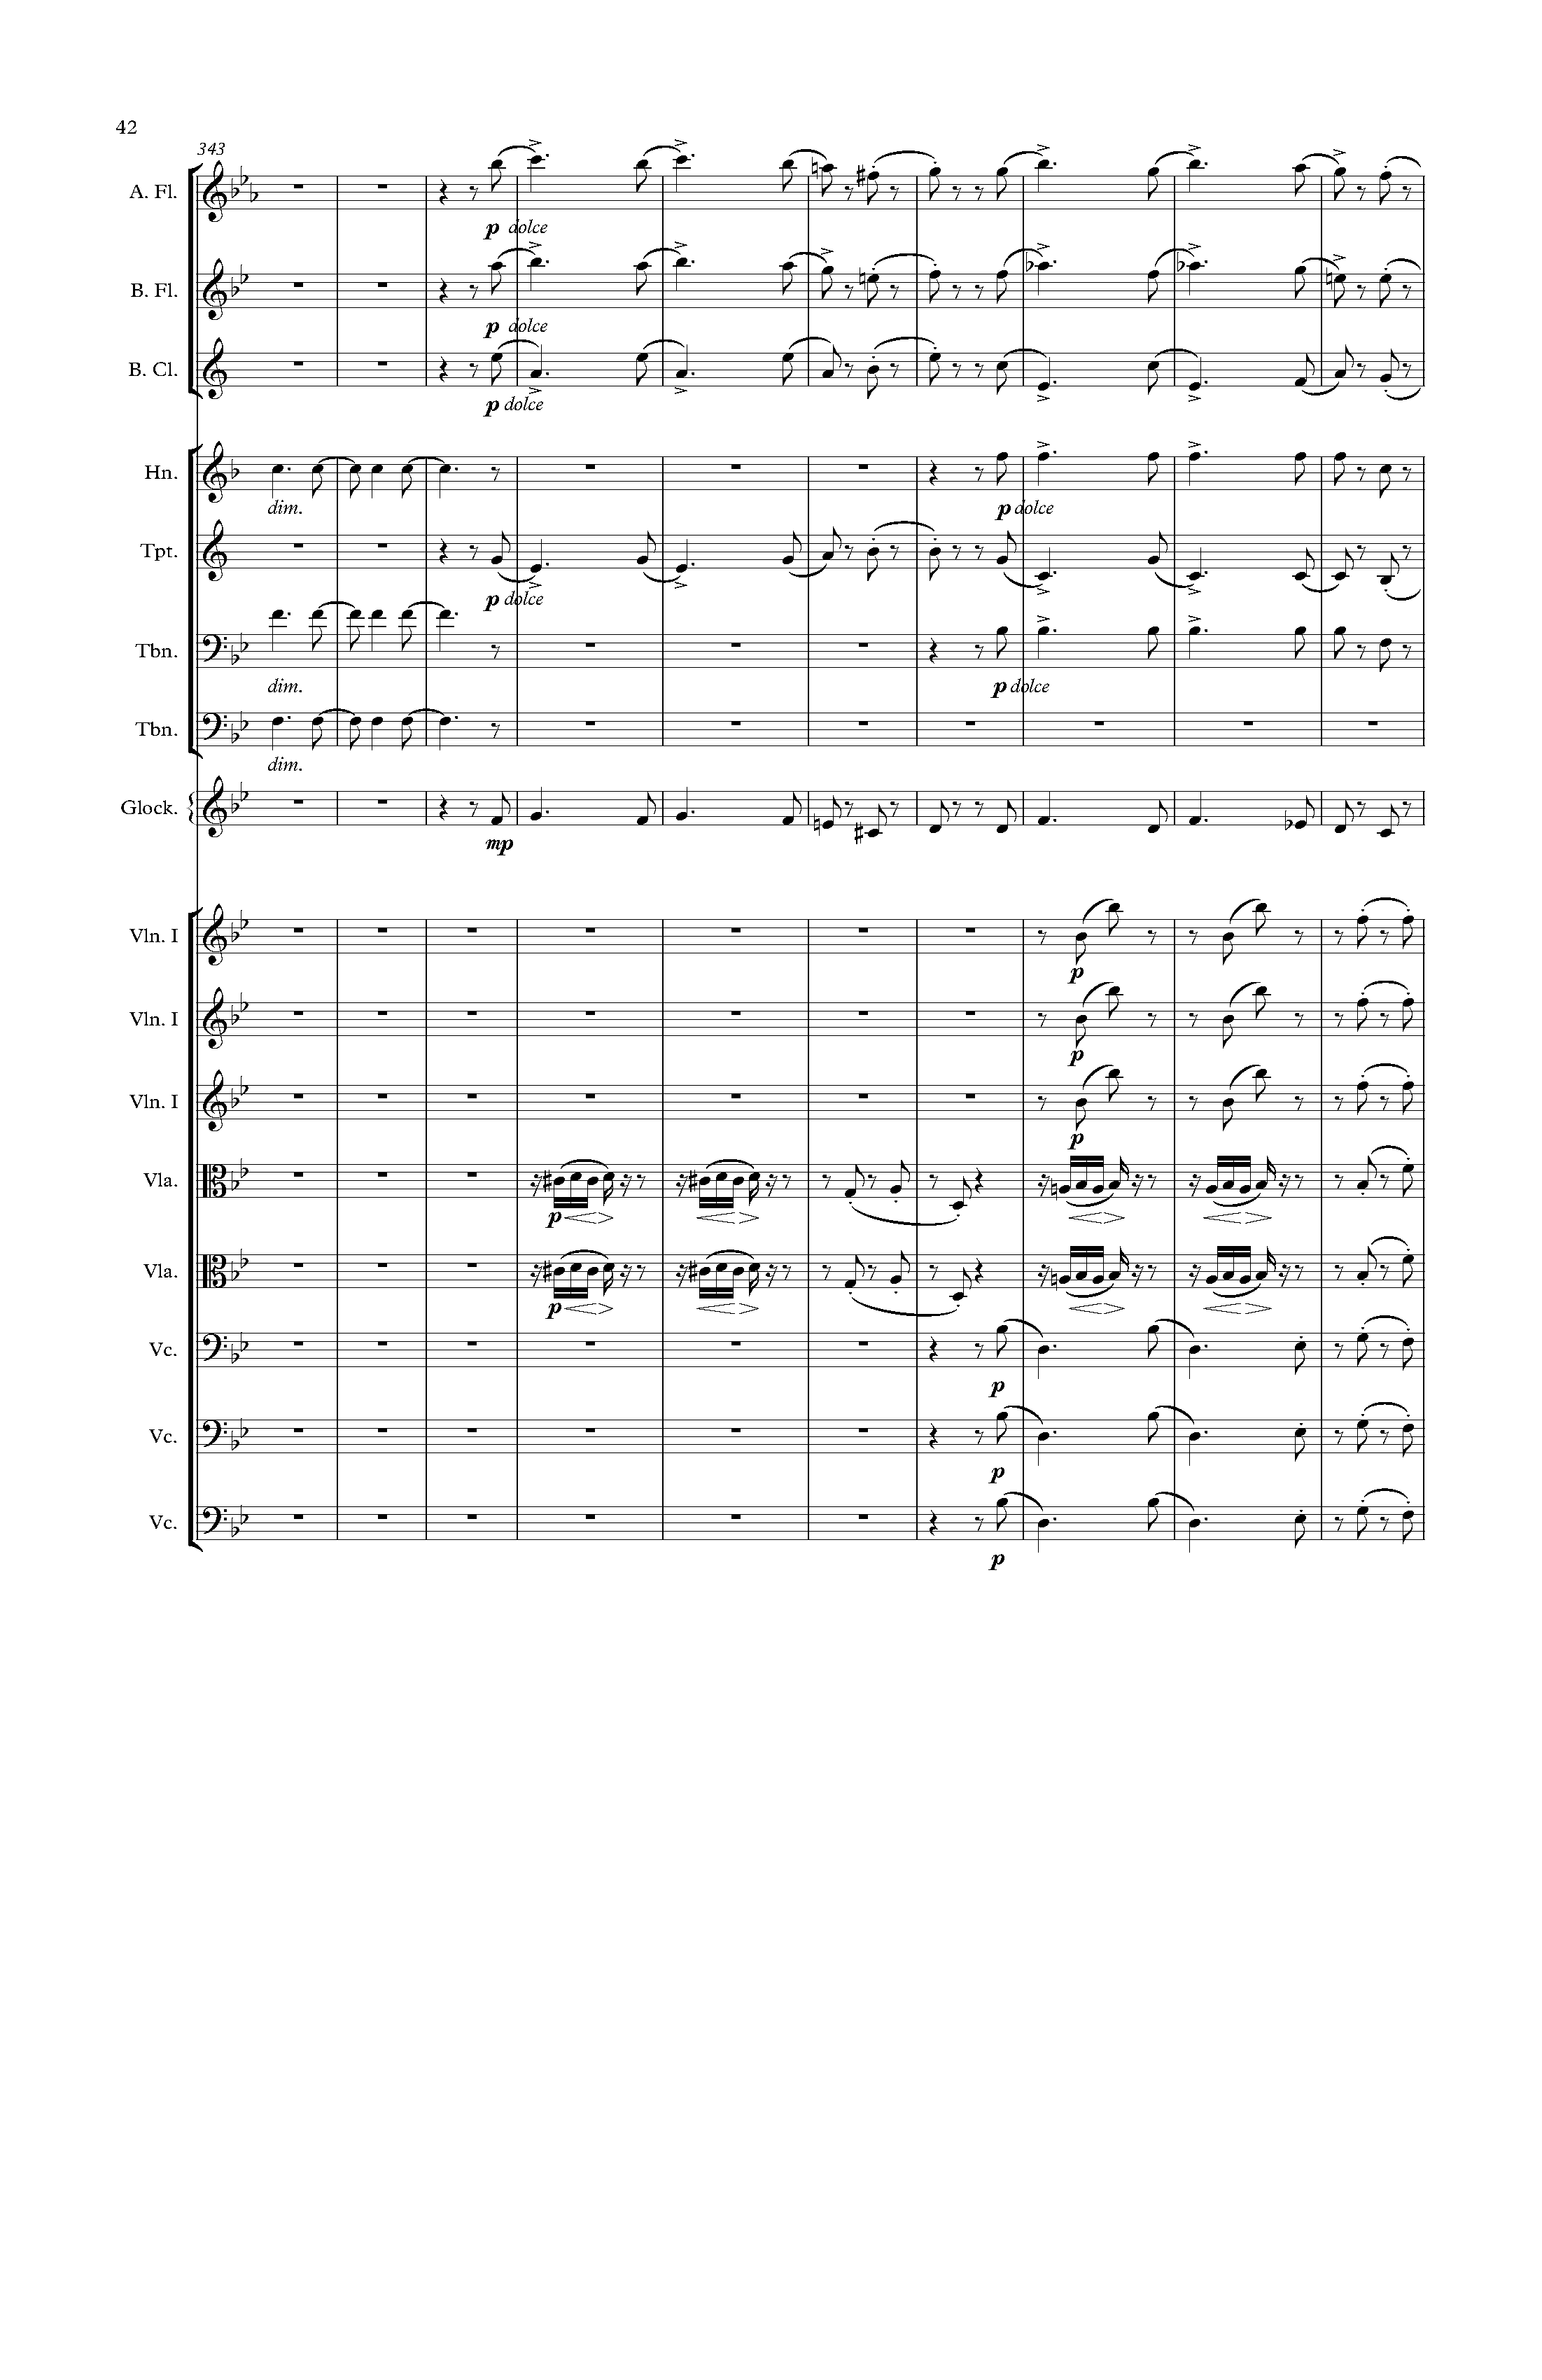 42
343
A. Fl.
p dolce
B. Fl.
p dolce
B. Cl.
p dolce
Hn.
dim.
p dolce
Tpt.
p dolce
Tbn.
dim.
p dolce
Tbn.
dim.
Glock.
mp
Vln. I
p
Vln. I
p
Vln. I
p
Vla.
p
Vla.
p
Vc.
p
Vc.
p
Vc.
p